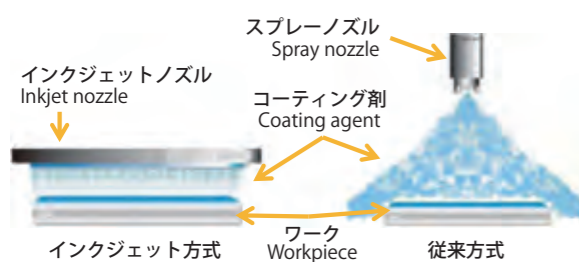 スプレーノズル
Spray nozzle
インクジェットノズル
Inkjet nozzle
コーティング剤
Coating agent
ワーク
Workpiece
インクジェット方式
従来方式